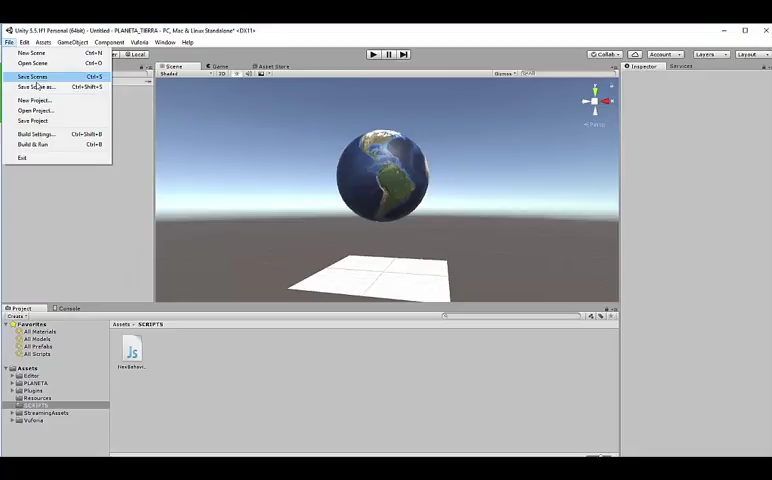 Unity 5.5.1f1 Personal (64bit) - Untitled - PLANETA_TIERRA - PC, Mac & Linux Standalone* <DX11>
File Edit Assets GameObject Component Vuforia Window Help
Local
Collab
Account
Layers
Layout
New Scene Ctrl+N
Open Scene Ctrl+O
Save Scenes Ctrl+S
Save Scene as... Ctrl+Shift+S
New Project...
Open Project...
Save Project
Build Settings... Ctrl+Shift+B
Build & Run Ctrl+B
Exit
Scene Game Asset Store
Shaded 2D
Gizmos
Persp
Inspector Services
Project Console
Create
Favorites
All Materials
All Models
All Prefabs
All Scripts
Assets
Editor
PLANETA
Plugins
Resources
SCRIPTS
StreamingAssets
Vuforia
Assets SCRIPTS
Js
NewBehavi...